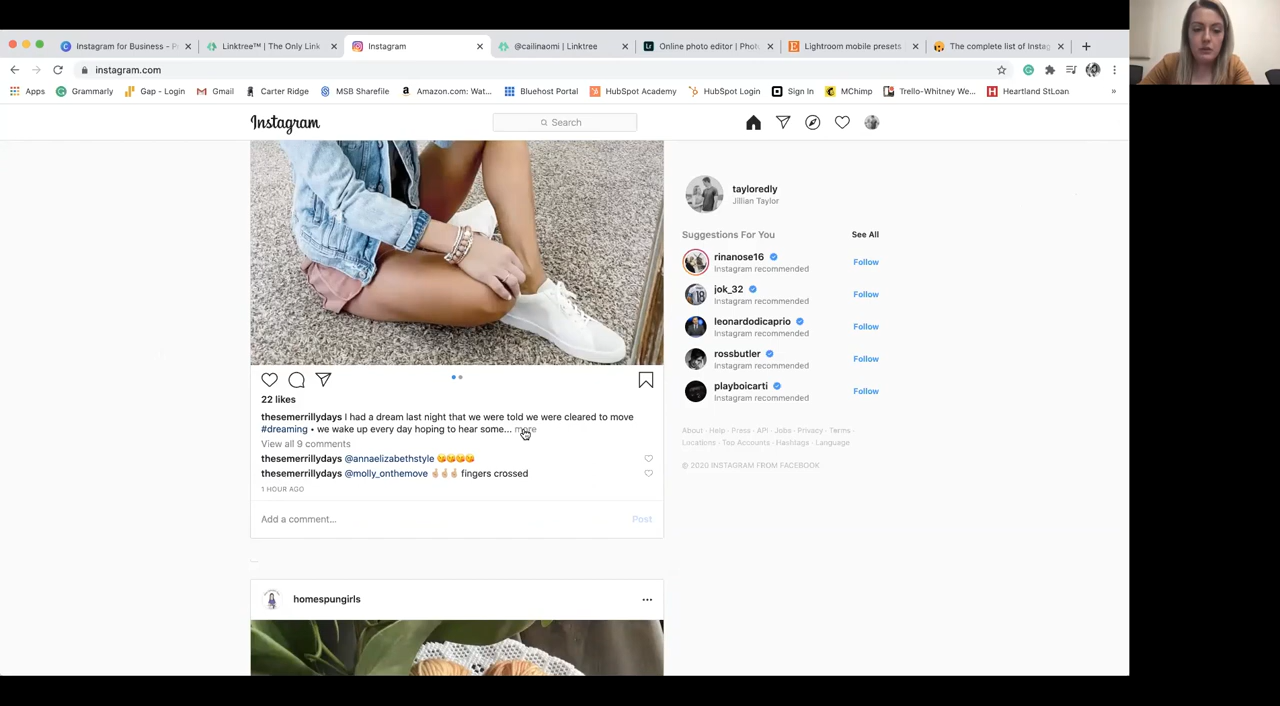 Instagram for Business - P
Linktree™ | The Only Link
Instagram
@cailinaomi | Linktree
Online photo editor | Phot
Lightroom mobile presets
The complete list of Instag
instagram.com
Apps
Grammarly
Gap - Login
Gmail
Carter Ridge
MSB Sharefile
Amazon.com: Wat...
Bluehost Portal
HubSpot Academy
HubSpot Login
Sign In
MChimp
Trello-Whitney We...
Heartland StLoan
»
Instagram
Search
tayloredly
Jillian Taylor
Suggestions For You
See All
rinanose16
Instagram recommended
Follow
jok_32
Instagram recommended
Follow
leonardodicaprio
Instagram recommended
Follow
rossbutler
Instagram recommended
Follow
playboicarti
Instagram recommended
Follow
About · Help · Press · API · Jobs · Privacy · Terms ·
Locations · Top Accounts · Hashtags · Language
© 2020 INSTAGRAM FROM FACEBOOK
22 likes
thesemerrillydays I had a dream last night that we were told we were cleared to move
#dreaming • we wake up every day hoping to hear some... more
View all 9 comments
thesemerrillydays @annaelizabethstyle 😘😘😘😘
thesemerrillydays @molly_onthemove 🤞🏼🤞🏼🤞🏼 fingers crossed
1 HOUR AGO
Add a comment...
Post
homespungirls